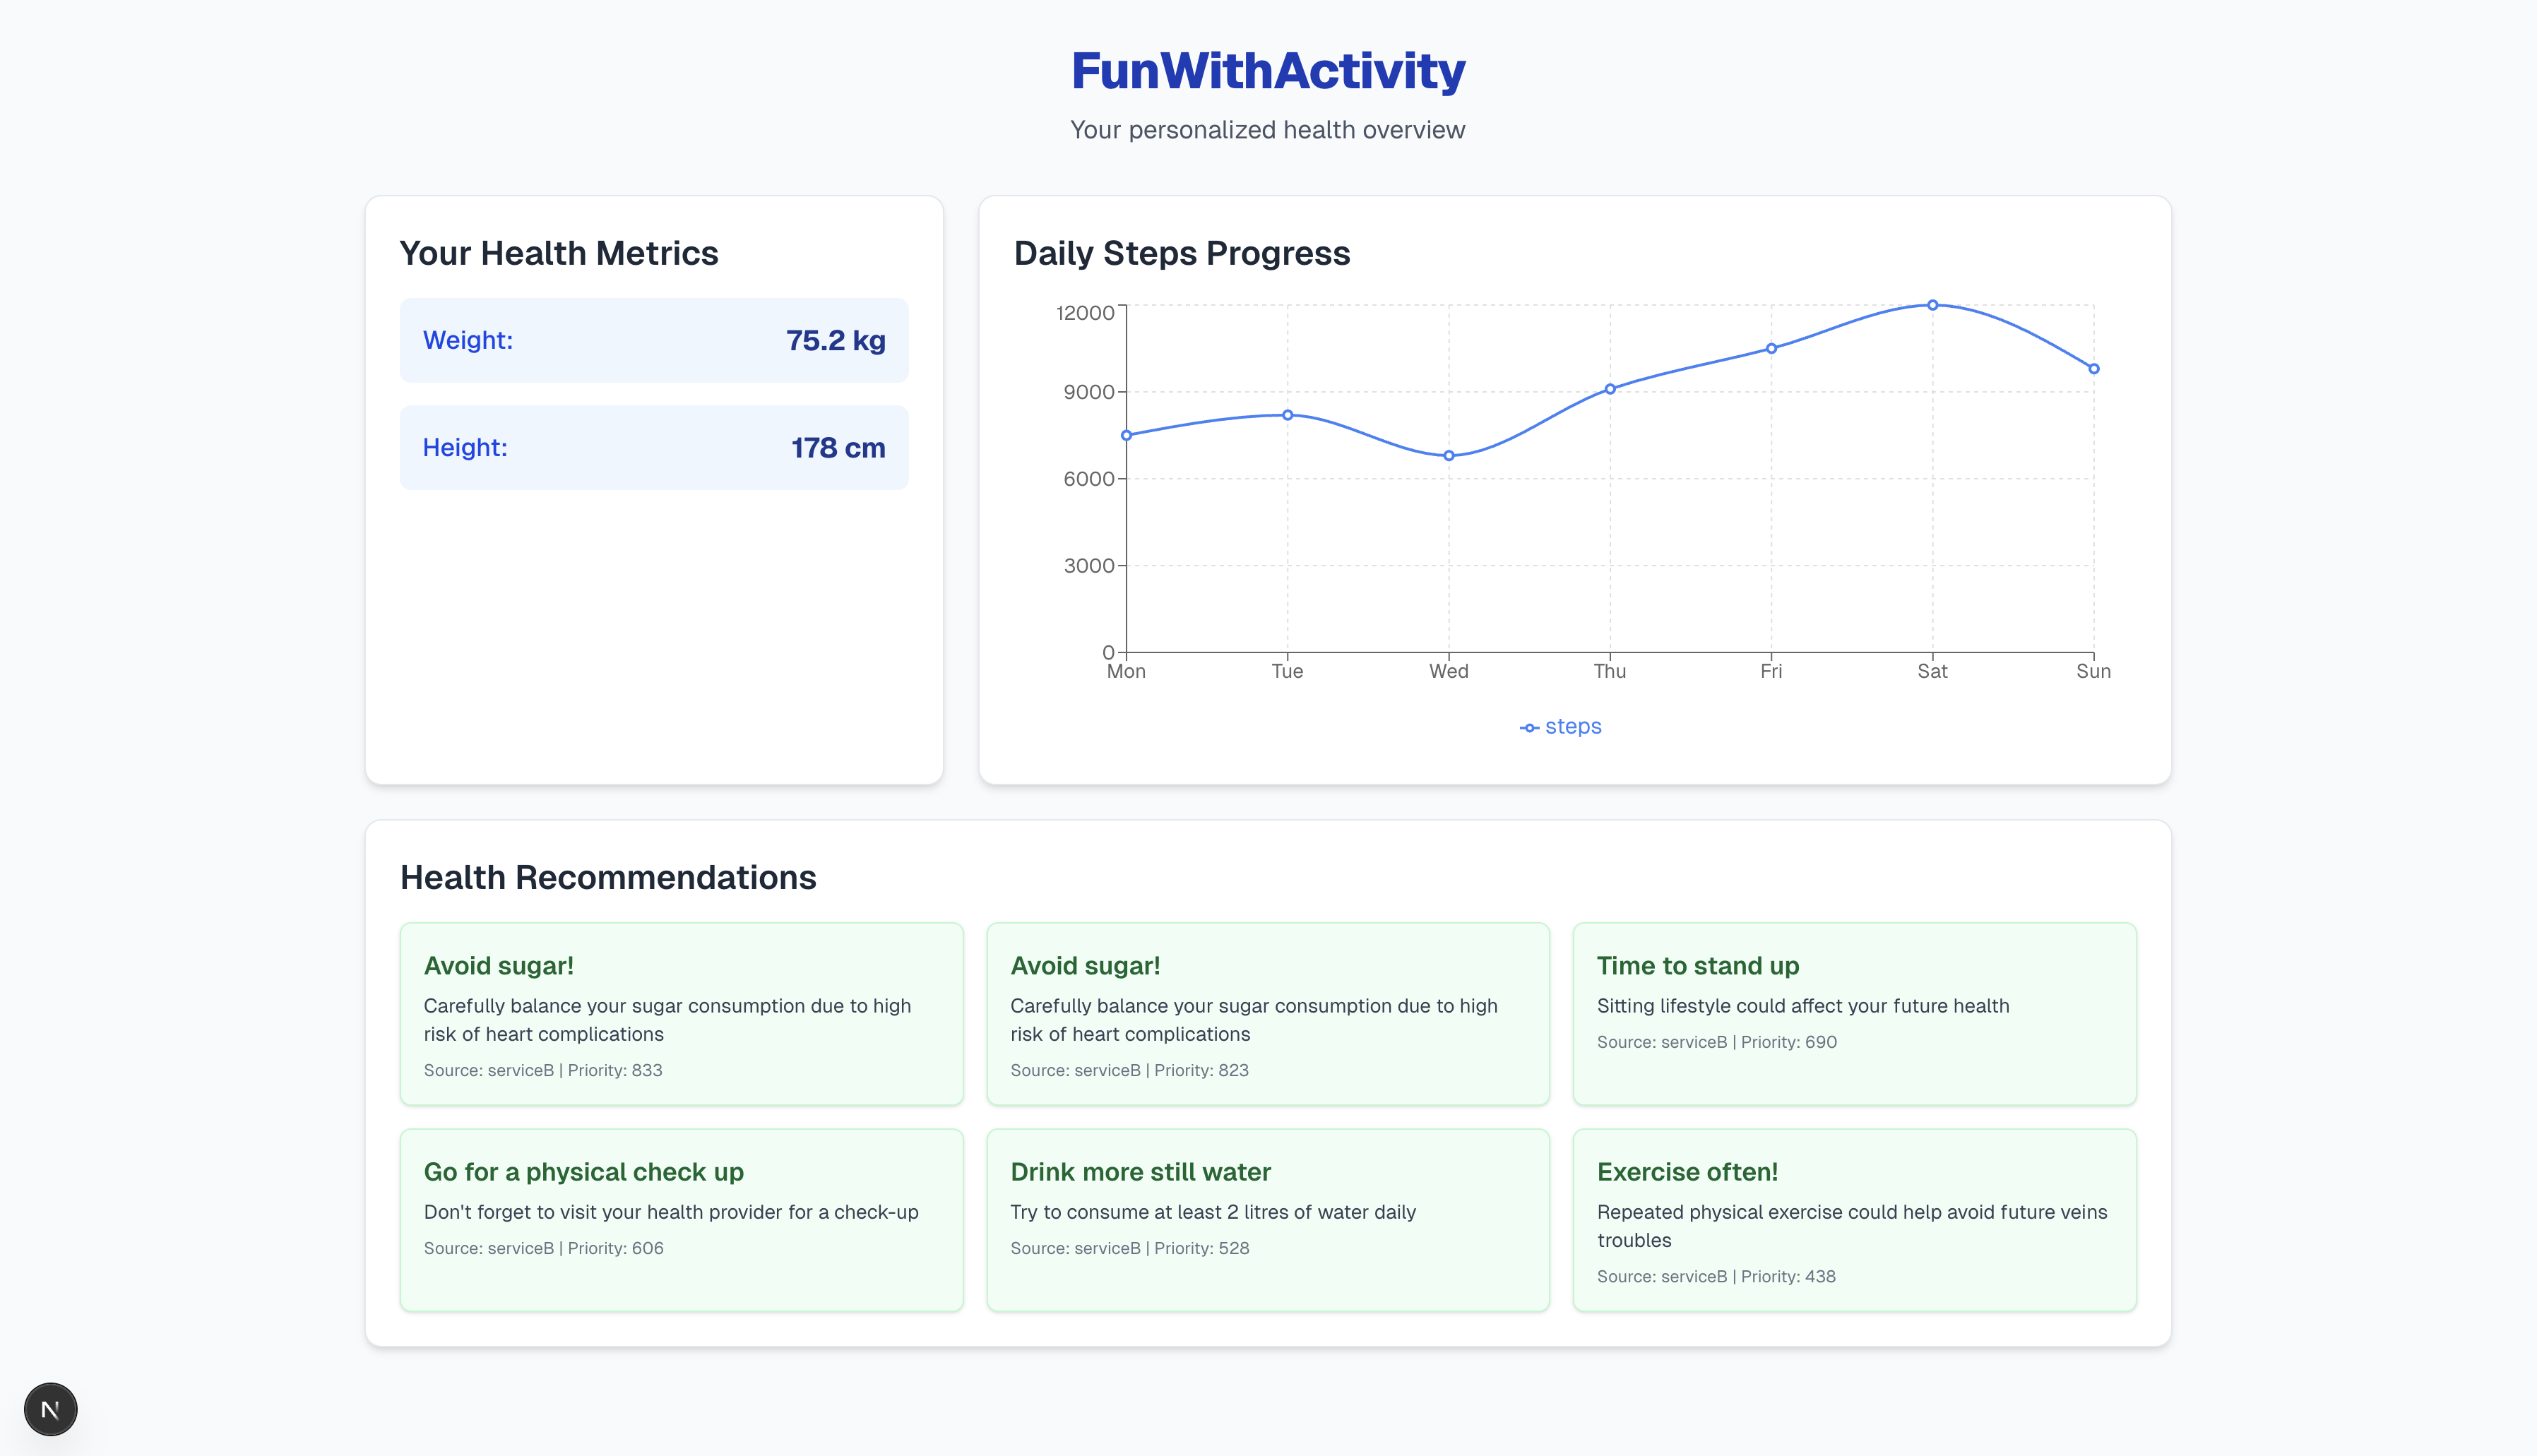 FunWithActivity
Your personalized health overview
Your Health Metrics
Weight: 75.2 kg
Height: 178 cm
Daily Steps Progress
12000
9000
6000
3000
0
Mon Tue Wed Thu Fri Sat Sun
steps
Health Recommendations
Avoid sugar!
Carefully balance your sugar consumption due to high
risk of heart complications
Source: serviceB | Priority: 833
Avoid sugar!
Carefully balance your sugar consumption due to high
risk of heart complications
Source: serviceB | Priority: 823
Time to stand up
Sitting lifestyle could affect your future health
Source: serviceB | Priority: 690
Go for a physical check up
Don't forget to visit your health provider for a check-up
Source: serviceB | Priority: 606
Drink more still water
Try to consume at least 2 litres of water daily
Source: serviceB | Priority: 528
Exercise often!
Repeated physical exercise could help avoid future veins
troubles
Source: serviceB | Priority: 438
N